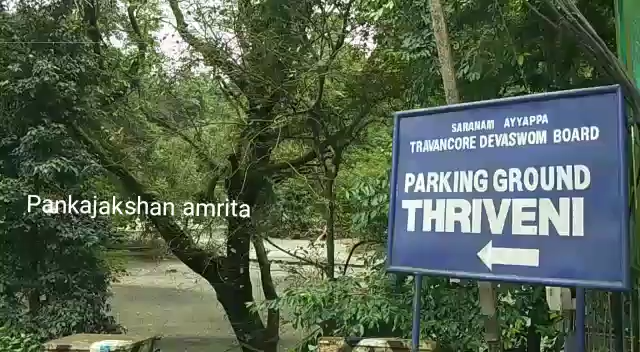 SARANAM AYYAPPA
TRAVANCORE DEVASWOM BOARD
PARKING GROUND
THRIVENI
Pankajakshan amrita